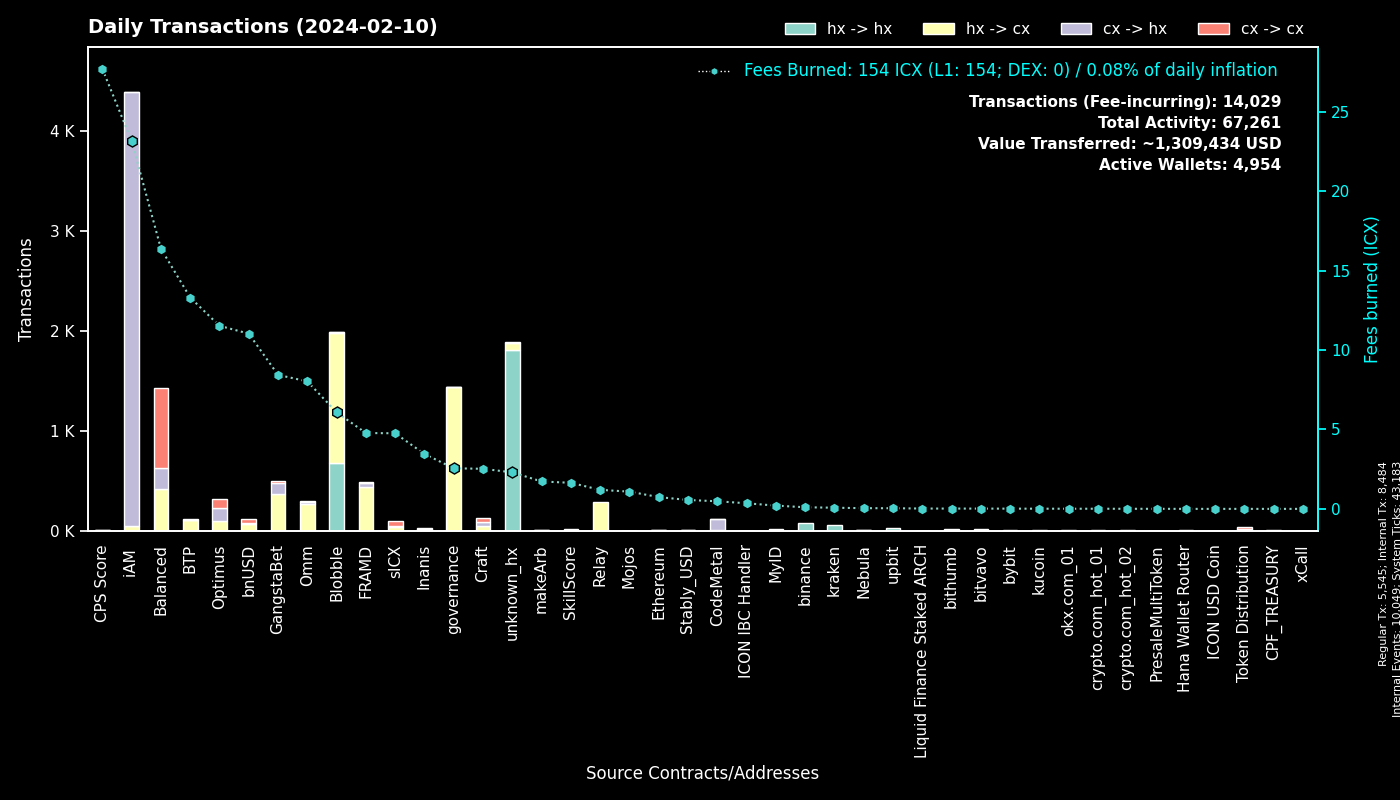 Daily Transactions (2024-02-10)
hx -> hx
hx -> cx
cx -> hx
cx -> cx
Fees Burned: 154 ICX (L1: 154; DEX: 0) / 0.08% of daily inflation
Transactions (Fee-incurring): 14,029
Total Activity: 67,261
Value Transferred: ~1,309,434 USD
Active Wallets: 4,954
Transactions
4 K
3 K
2 K
1 K
0 K
25
20
15
10
5
0
Fees burned (ICX)
CPS Score
iAM
Balanced
BTP
Optimus
bnUSD
GangstaBet
Omm
Blobble
FRAMD
sICX
Inanis
governance
Craft
unknown_hx
makeArb
SkillScore
Relay
Mojos
Ethereum
Stably_USD
CodeMetal
ICON IBC Handler
MyID
binance
kraken
Nebula
upbit
Liquid Finance Staked ARCH
bithumb
bitvavo
bybit
kucoin
okx.com_01
crypto.com_hot_01
crypto.com_hot_02
PresaleMultiToken
Hana Wallet Router
ICON USD Coin
Token Distribution
CPF_TREASURY
xCall
Source Contracts/Addresses
Regular Tx: 5,545; Internal Tx: 8,484
Internal Events: 10,049; System Ticks: 43,183